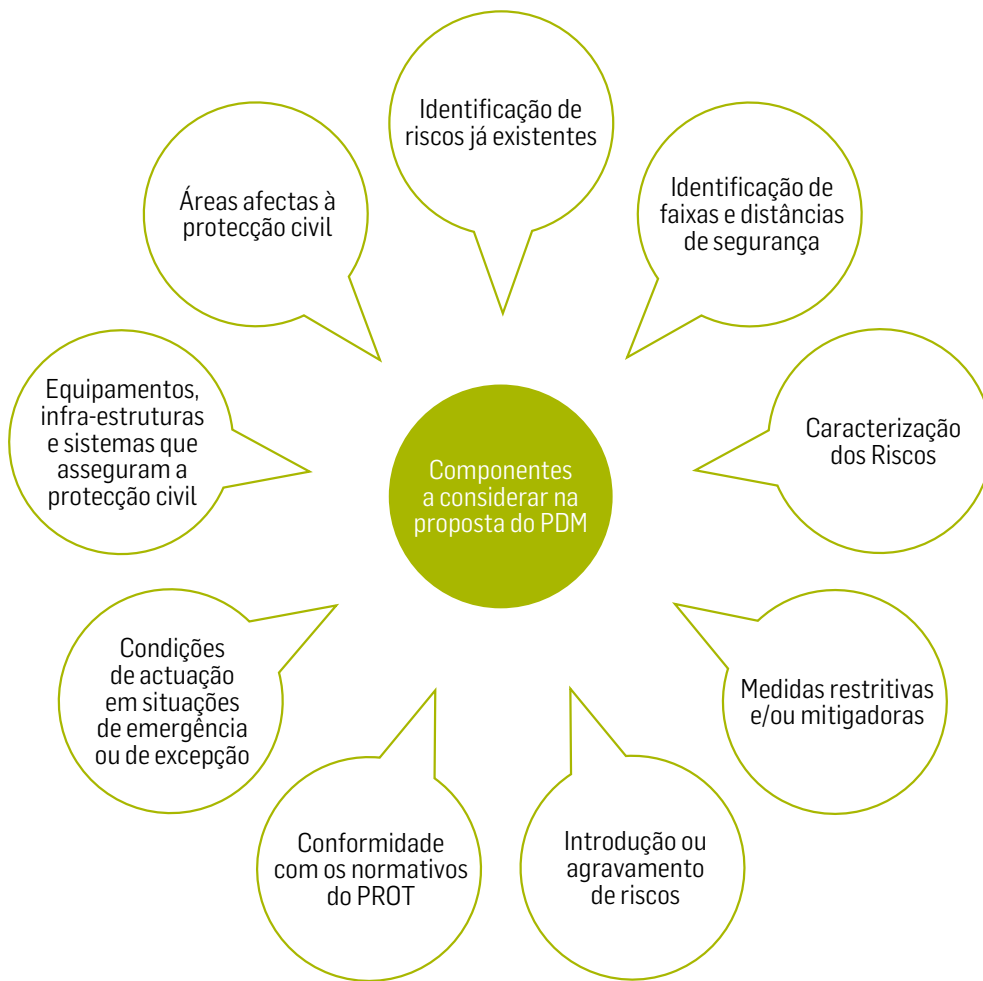 Identificação de
riscos já existentes
Identificação de
faixas e distâncias
de segurança
Caracterização
dos Riscos
Medidas restritivas
e/ou mitigadoras
Introdução ou
agravamento
de riscos
Conformidade
com os normativos
do PROT
Condições
de actuação
em situações
de emergência
ou de excepção
Equipamentos,
infra-estruturas
e sistemas que
asseguram a
protecção civil
Áreas afectas à
protecção civil
Componentes
a considerar na
proposta do PDM